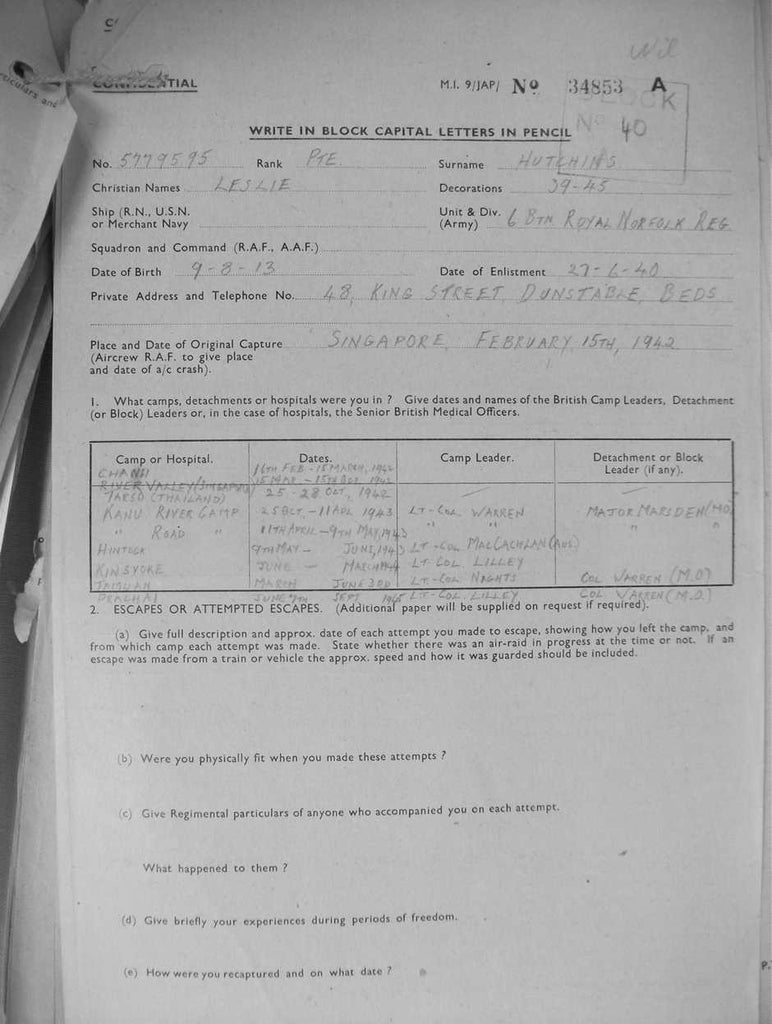 CONFIDENTIAL
M.I. 9/JAP/ No 34853 A
Nil
BLOCK
No 40
WRITE IN BLOCK CAPITAL LETTERS IN PENCIL
No. 5779595 Rank PTE. Surname HUTCHINS
Christian Names LESLIE Decorations 39-45
Ship (R.N., U.S.N. or Merchant Navy Unit & Div. (Army) 6 BTN ROYAL NORFOLK REG.
Squadron and Command (R.A.F., A.A.F.)
Date of Birth 9-8-13 Date of Enlistment 27-6-40
Private Address and Telephone No. 48, KING STREET, DUNSTABLE, BEDS
Place and Date of Original Capture SINGAPORE, FEBRUARY 15TH, 1942
(Aircrew R.A.F. to give place
and date of a/c crash).
1. What camps, detachments or hospitals were you in ? Give dates and names of the British Camp Leaders, Detachment
(or Block) Leaders or, in the case of hospitals, the Senior British Medical Officers.
Camp or Hospital. Dates. Camp Leader. Detachment or Block
Leader (if any).
CHANGI 16TH FEB - 15 MARCH, 1942
RIVER VALLEY 15 MAR - 15TH OCT 1942
TARSO (THAILAND) 25 - 28 OCT, 1942
KANU RIVER CAMP 28 OCT. - 11 APR 1943 LT-COL WARREN MAJOR MARSDEN (MO)
" ROAD " 11TH APRIL - 9TH MAY, 1943 " " " "
HINTOCK 9TH MAY - JUNE, 1943 LT-COL MACEACHLAN (AUS)
KINSYOKE JUNE - MARCH 1944 LT COL LILLEY
TAMUAN MARCH JUNE 3RD LT-COL COL WARREN (M.O)
PRACHAI JUNE 7TH SEPT 1945 LT-COL. LILLEY COL WARREN (M.O.)
2. ESCAPES OR ATTEMPTED ESCAPES. (Additional paper will be supplied on request if required).
(a) Give full description and approx. date of each attempt you made to escape, showing how you left the camp, and
from which camp each attempt was made. State whether there was an air-raid in progress at the time or not. If an
escape was made from a train or vehicle the approx. speed and how it was guarded should be included.
(b) Were you physically fit when you made these attempts ?
(c) Give Regimental particulars of anyone who accompanied you on each attempt.
What happened to them ?
(d) Give briefly your experiences during periods of freedom.
(e) How were you recaptured and on what date ?
P.